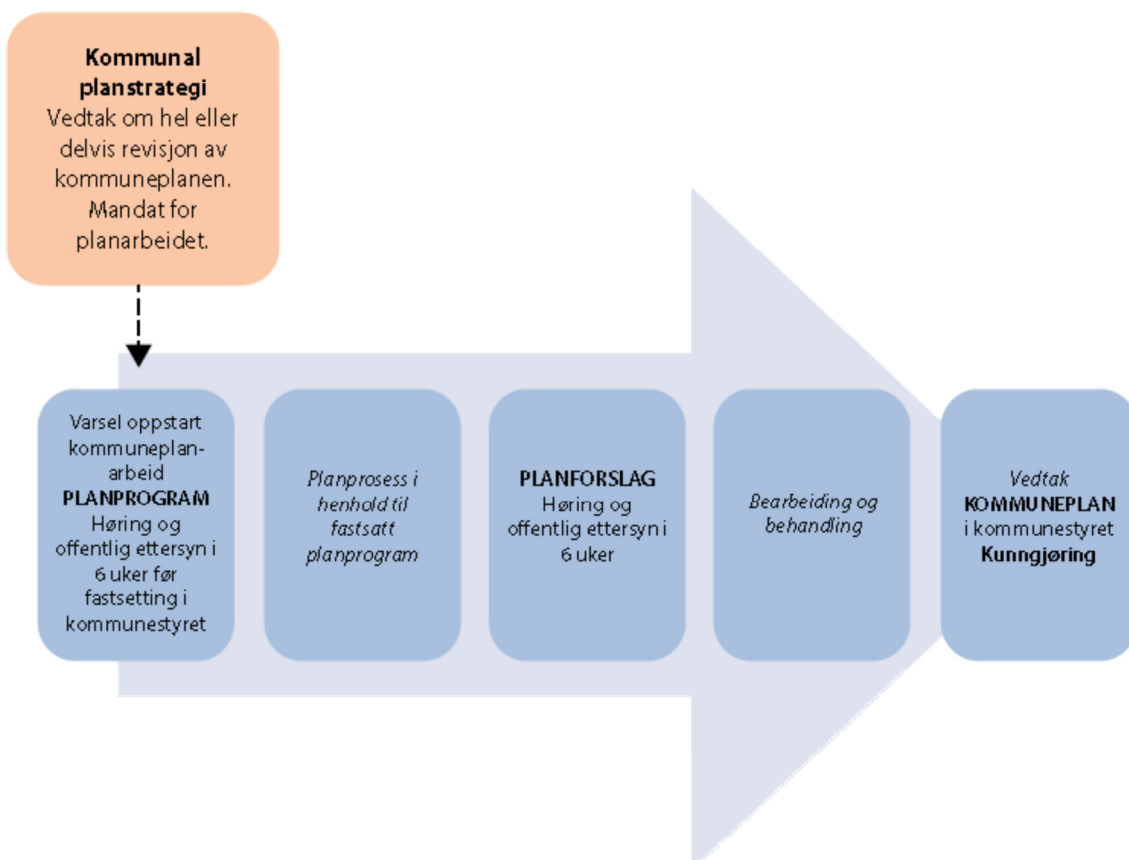 Kommunal
planstrategi
Vedtak om hel eller
delvis revisjon av
kommuneplanen.
Mandat for
planarbeidet.
Varsel oppstart
kommuneplan-
arbeid
PLANPROGRAM
Høring og
offentlig ettersyn i
6 uker før
fastsetting i
kommunestyret
Planprosess i
henhold til
fastsatt
planprogram
PLANFORSLAG
Høring og
offentlig ettersyn i
6 uker
Bearbeiding og
behandling
Vedtak
KOMMUNEPLAN
i kommunestyret
Kunngjøring